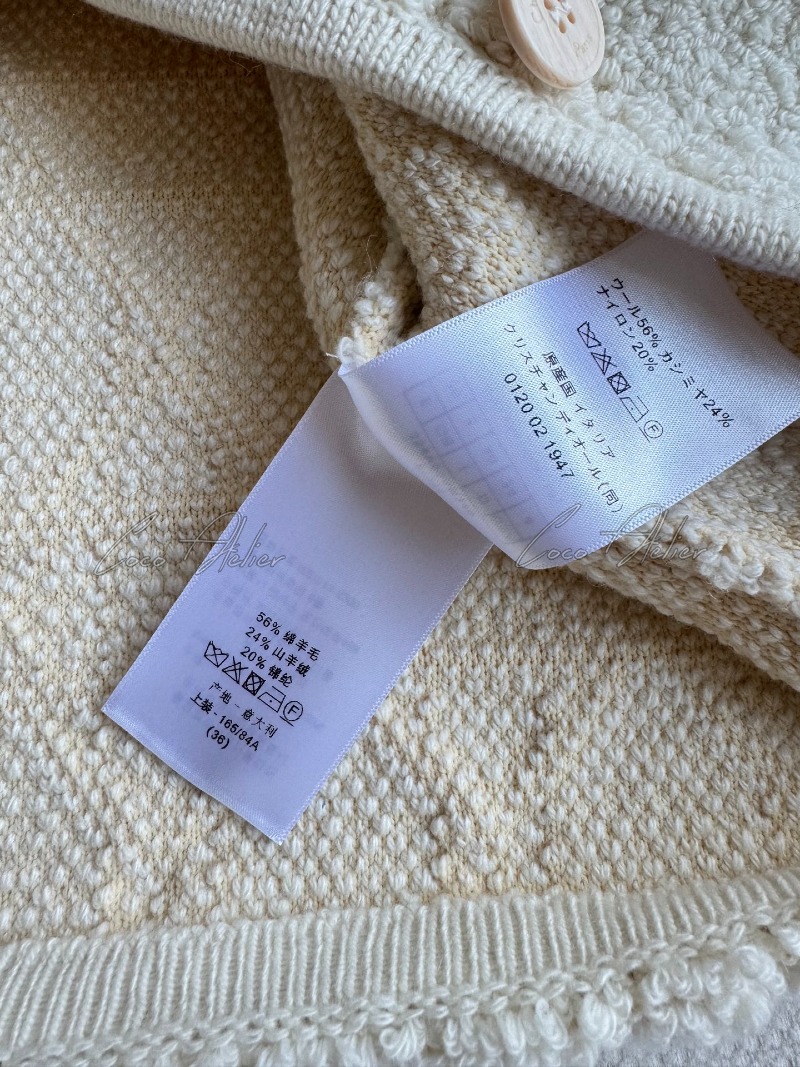 ウール56% カシミヤ24%
ナイロン20%
F
原産国 イタリア
クリスチャン ディオール(同)
0120 02 1947
Coco Atelier
Coco Atelier
56% 绵羊毛
24% 山羊绒
20% 锦纶
F
产地 - 意大利
上装 - 165/84A
(36)